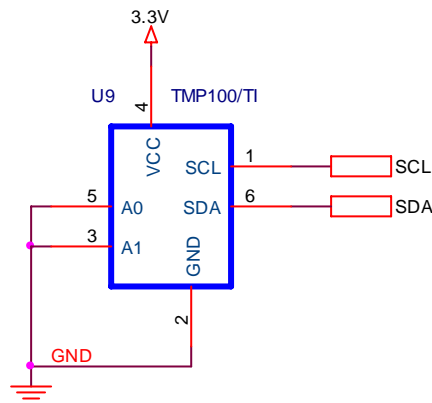 3.3V
U9 TMP100/TI
4
VCC
SCL 1 SCL
5 A0 SDA 6 SDA
3 A1
GND
2
GND